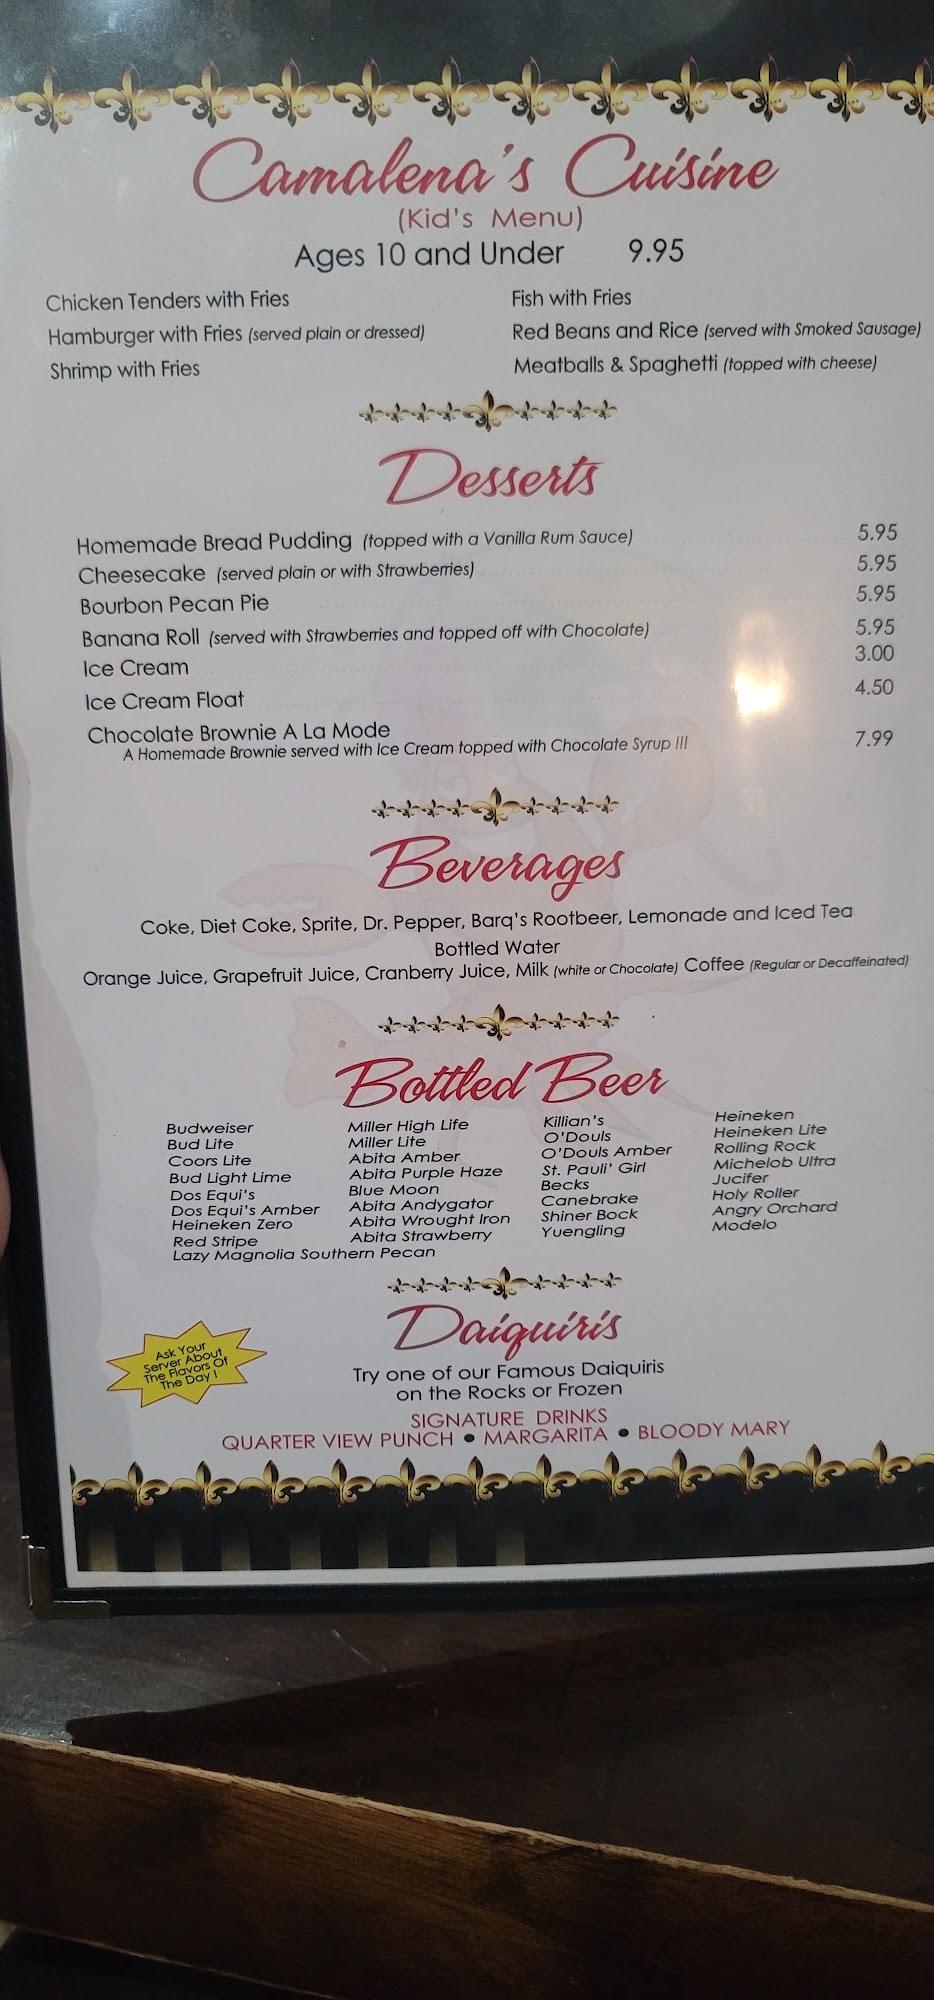 Camalena's Cuisine
(Kid's Menu)
Ages 10 and Under 9.95
Chicken Tenders with Fries
Hamburger with Fries (served plain or dressed)
Shrimp with Fries
Fish with Fries
Red Beans and Rice (served with Smoked Sausage)
Meatballs & Spaghetti (topped with cheese)
Desserts
Homemade Bread Pudding (topped with a Vanilla Rum Sauce) 5.95
Cheesecake (served plain or with Strawberries) 5.95
Bourbon Pecan Pie 5.95
Banana Roll (served with Strawberries and topped off with Chocolate) 5.95
Ice Cream 3.00
Ice Cream Float 4.50
Chocolate Brownie A La Mode 7.99
A Homemade Brownie served with Ice Cream topped with Chocolate Syrup !!!
Beverages
Coke, Diet Coke, Sprite, Dr. Pepper, Barq's Rootbeer, Lemonade and Iced Tea
Bottled Water
Orange Juice, Grapefruit Juice, Cranberry Juice, Milk (white or Chocolate) Coffee (Regular or Decaffeinated)
Bottled Beer
Budweiser
Bud Lite
Coors Lite
Bud Light Lime
Dos Equi's
Dos Equi's Amber
Heineken Zero
Red Stripe
Lazy Magnolia Southern Pecan
Miller High Life
Miller Lite
Abita Amber
Abita Purple Haze
Blue Moon
Abita Andygator
Abita Wrought Iron
Abita Strawberry
Killian's
O'Douls
O'Douls Amber
St. Pauli' Girl
Becks
Canebrake
Shiner Bock
Yuengling
Heineken
Heineken Lite
Rolling Rock
Michelob Ultra
Jucifer
Holy Roller
Angry Orchard
Modelo
Daiquiris
Ask Your
Server About
The Flavors Of
The Day !
Try one of our Famous Daiquiris
on the Rocks or Frozen
SIGNATURE DRINKS
QUARTER VIEW PUNCH • MARGARITA • BLOODY MARY